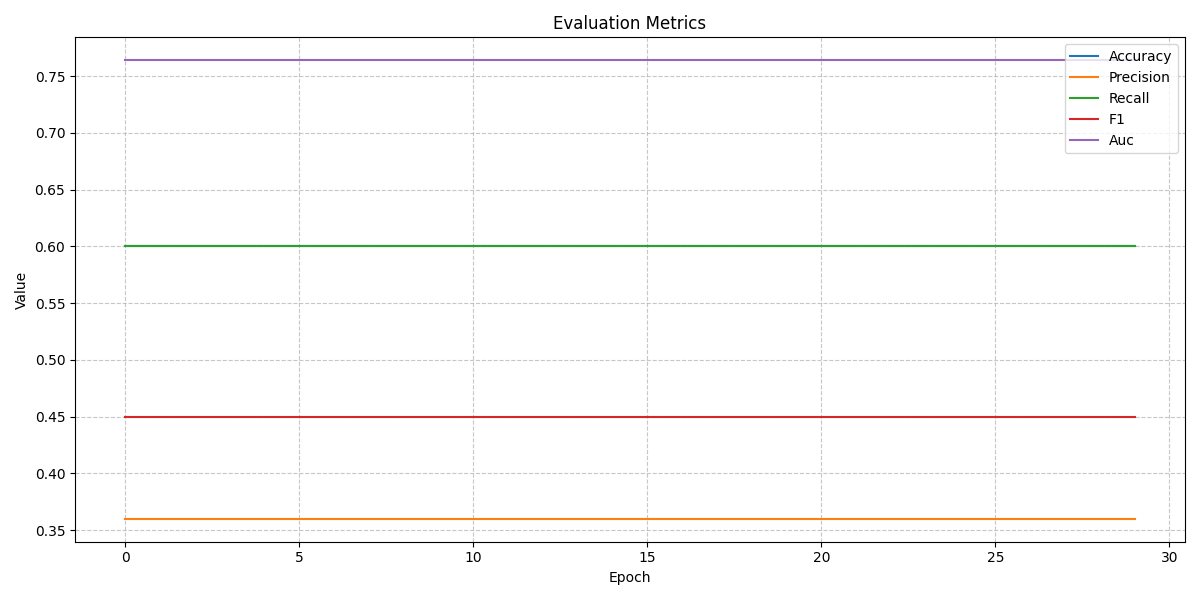 Evaluation Metrics
Accuracy
Precision
Recall
F1
Auc
Value
0.75
0.70
0.65
0.60
0.55
0.50
0.45
0.40
0.35
0 5 10 15 20 25 30
Epoch